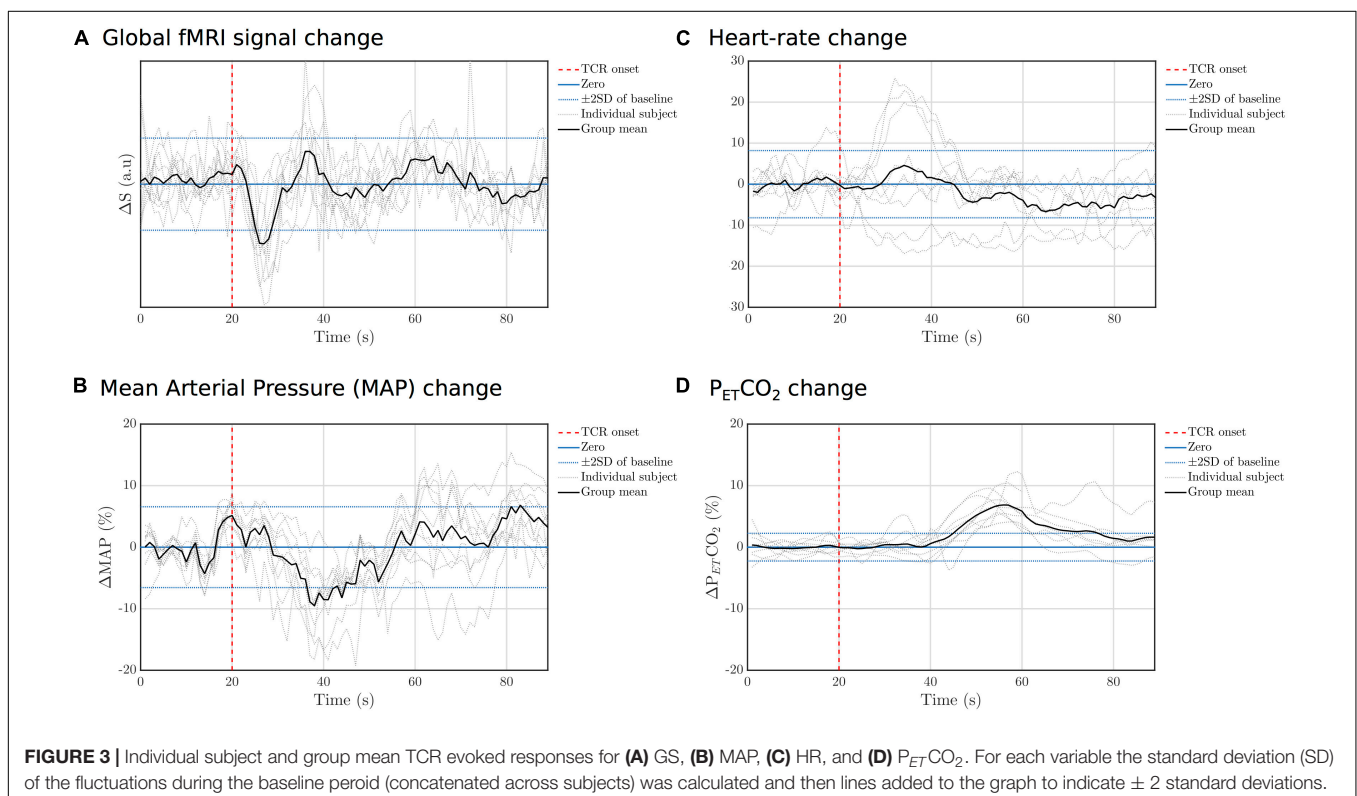 A Global fMRI signal change
ΔS (a.u)
0
20
40
60
80
Time (s)
TCR onset
Zero
±2SD of baseline
Individual subject
Group mean
C Heart-rate change
30
20
10
0
10
20
30
0
20
40
60
80
Time (s)
TCR onset
Zero
±2SD of baseline
Individual subject
Group mean
B Mean Arterial Pressure (MAP) change
ΔMAP (%)
20
10
0
-10
-20
0
20
40
60
80
Time (s)
TCR onset
Zero
±2SD of baseline
Individual subject
Group mean
D PETCO2 change
ΔPETCO2 (%)
20
10
0
-10
-20
0
20
40
60
80
Time (s)
TCR onset
Zero
±2SD of baseline
Individual subject
Group mean
FIGURE 3 | Individual subject and group mean TCR evoked responses for (A) GS, (B) MAP, (C) HR, and (D) PETCO2. For each variable the standard deviation (SD)
of the fluctuations during the baseline peroid (concatenated across subjects) was calculated and then lines added to the graph to indicate ± 2 standard deviations.